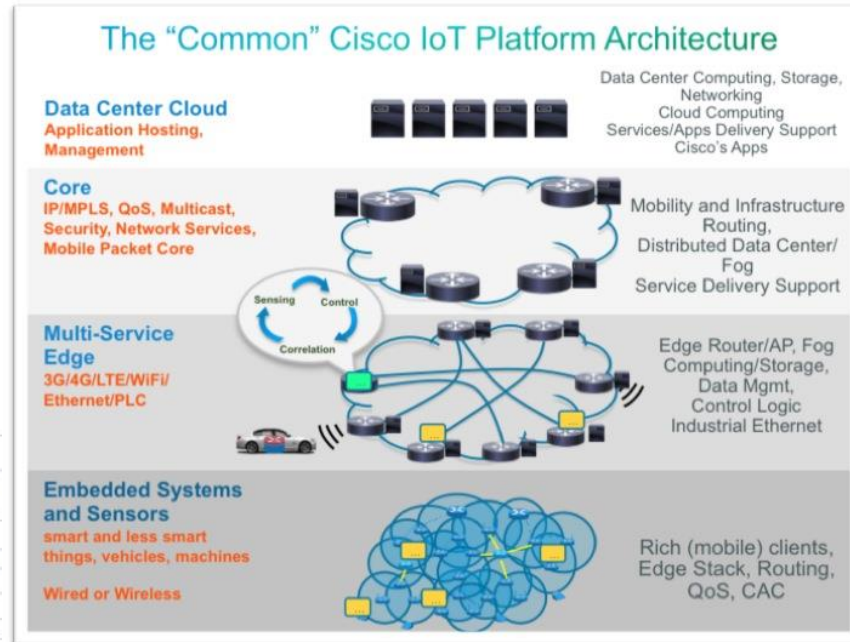 The “Common” Cisco IoT Platform Architecture
Data Center Cloud
Application Hosting,
Management
Data Center Computing, Storage,
Networking
Cloud Computing
Services/Apps Delivery Support
Cisco's Apps
Core
IP/MPLS, QoS, Multicast,
Security, Network Services,
Mobile Packet Core
Mobility and Infrastructure
Routing,
Distributed Data Center/
Fog
Service Delivery Support
Sensing
Control
Correlation
Multi-Service
Edge
3G/4G/LTE/WiFi/
Ethernet/PLC
Edge Router/AP, Fog
Computing/Storage,
Data Mgmt,
Control Logic
Industrial Ethernet
...
...
Embedded Systems
and Sensors
smart and less smart
things, vehicles, machines
Wired or Wireless
...
...
...
...
Rich (mobile) clients,
Edge Stack, Routing,
QoS, CAC